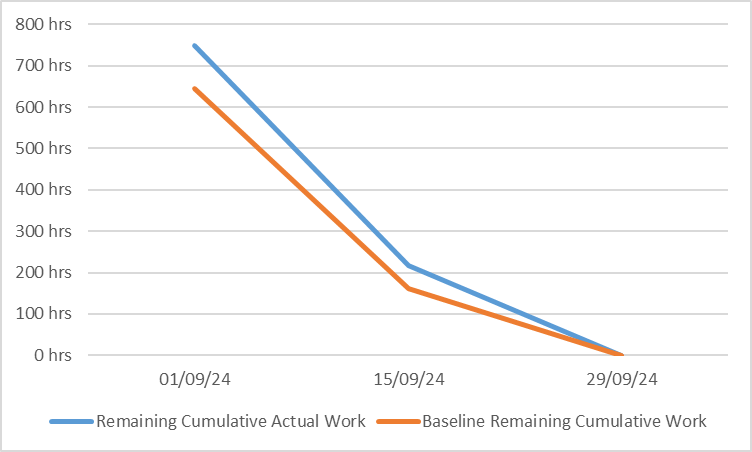 800 hrs
700 hrs
600 hrs
500 hrs
400 hrs
300 hrs
200 hrs
100 hrs
0 hrs
01/09/24 15/09/24 29/09/24
Remaining Cumulative Actual Work Baseline Remaining Cumulative Work